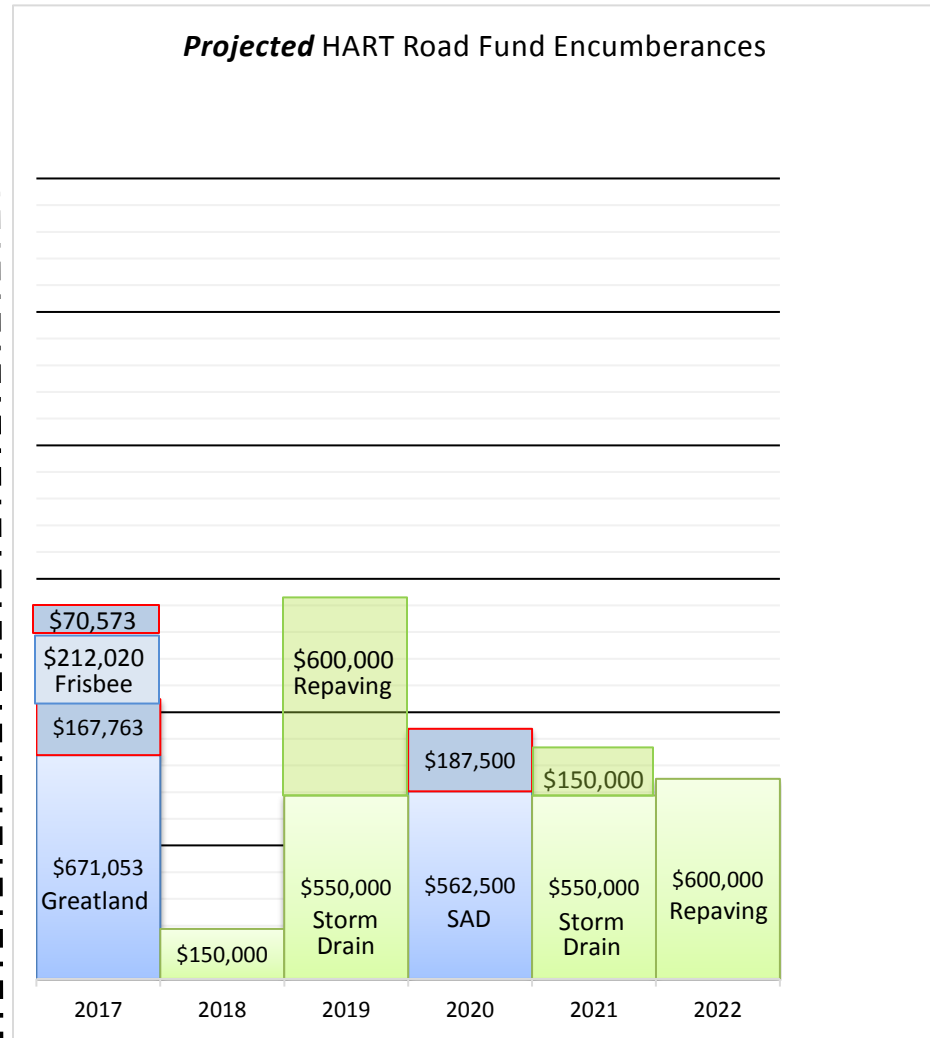 Projected HART Road Fund Encumberances
$70,573
$212,020
Frisbee
$167,763
$671,053
Greatland
$150,000
$600,000
Repaving
$550,000
Storm
Drain
$187,500
$562,500
SAD
$150,000
$550,000
Storm
Drain
$600,000
Repaving
2017 2018 2019 2020 2021 2022